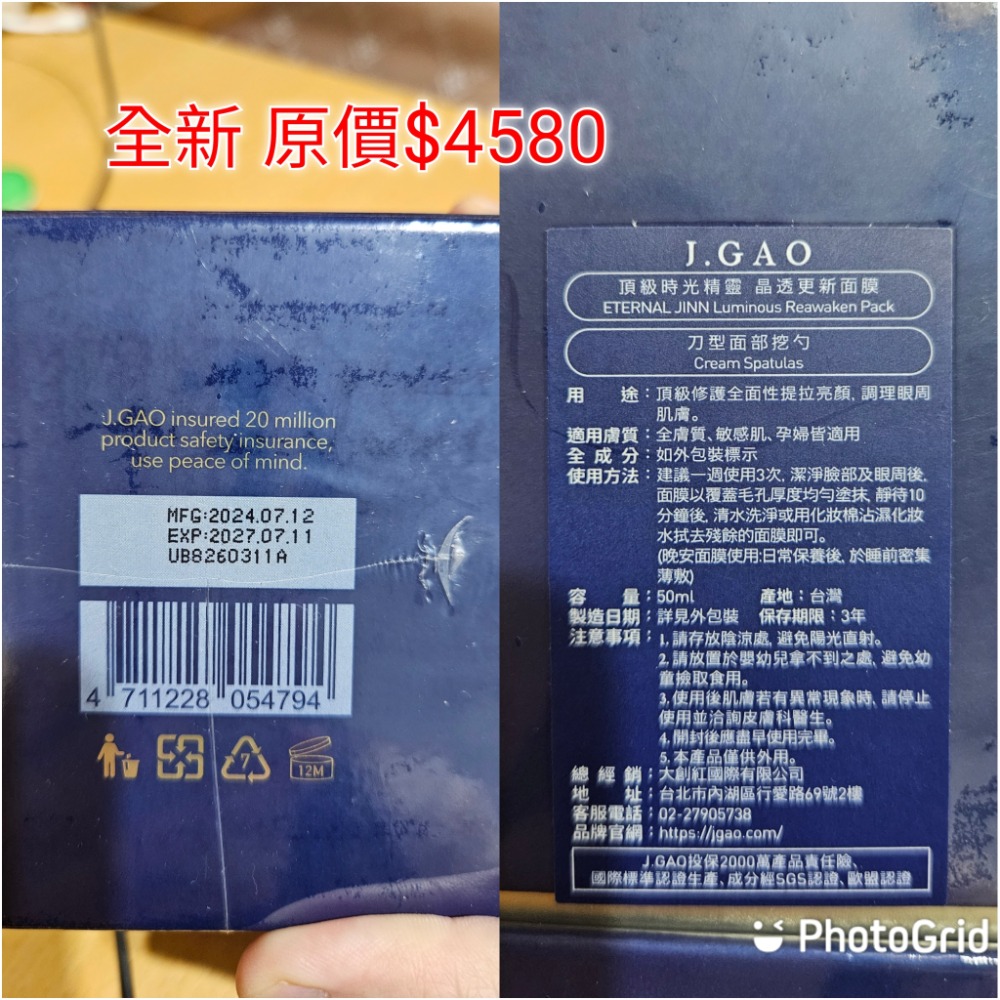 全新 原價$4580
J.GAO insured 20 million
product safety insurance,
use peace of mind.
MFG:2024.07.12
EXP:2027.07.11
UB8260311A
4 711228 054794
7
12M
J.GAO
頂級時光精靈 晶透更新面膜
ETERNAL JINN Luminous Reawaken Pack
刀型面部挖勺
Cream Spatulas
用途：頂級修護全面性提拉亮顏、調理眼周
肌膚。
適用膚質：全膚質、敏感肌、孕婦皆適用
全成分：如外包裝標示
使用方法：建議一週使用3次，潔淨臉部及眼周後，
面膜以覆蓋毛孔厚度均勻塗抹，靜待10
分鐘後，清水洗淨或用化妝棉沾濕化妝
水拭去殘餘的面膜即可。
(晚安面膜使用:日常保養後，於睡前密集
薄敷)
容量：50ml 產地：台灣
製造日期：詳見外包裝 保存期限：3年
注意事項：1. 請存放陰涼處，避免陽光直射。
2. 請放置於嬰幼兒拿不到之處，避免幼
童撿取食用。
3. 使用後肌膚若有異常現象時，請停止
使用並洽詢皮膚科醫生。
4. 開封後應盡早使用完畢。
5. 本產品僅供外用。
總經銷：大創紅國際有限公司
地址：台北市內湖區行愛路69號2樓
客服電話：02-27905738
品牌官網：https://jgao.com/
J.GAO投保2000萬產品責任險、
國際標準認證生產、成分經SGS認證、歐盟認證
PhotoGrid